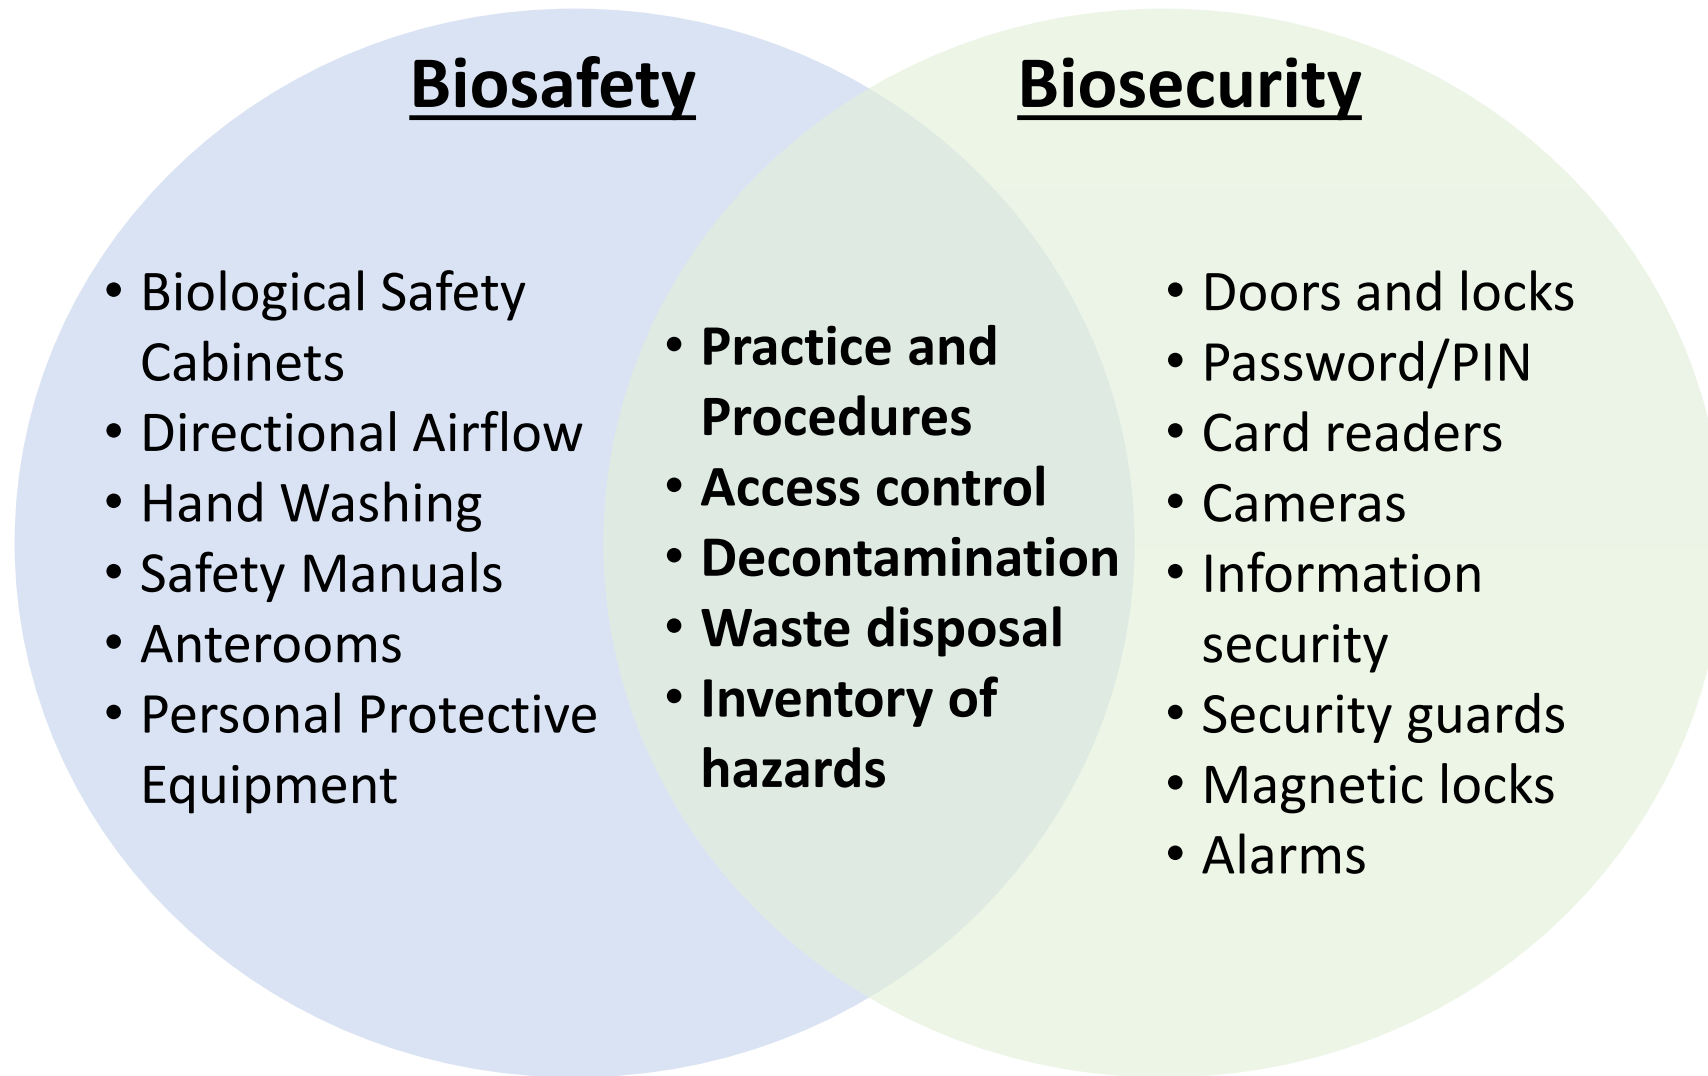 Biosafety
Biosecurity
• Biological Safety
Cabinets
• Directional Airflow
• Hand Washing
• Safety Manuals
• Anterooms
• Personal Protective
Equipment
• Practice and
Procedures
• Access control
• Decontamination
• Waste disposal
• Inventory of
hazards
• Doors and locks
• Password/PIN
• Card readers
• Cameras
• Information
security
• Security guards
• Magnetic locks
• Alarms